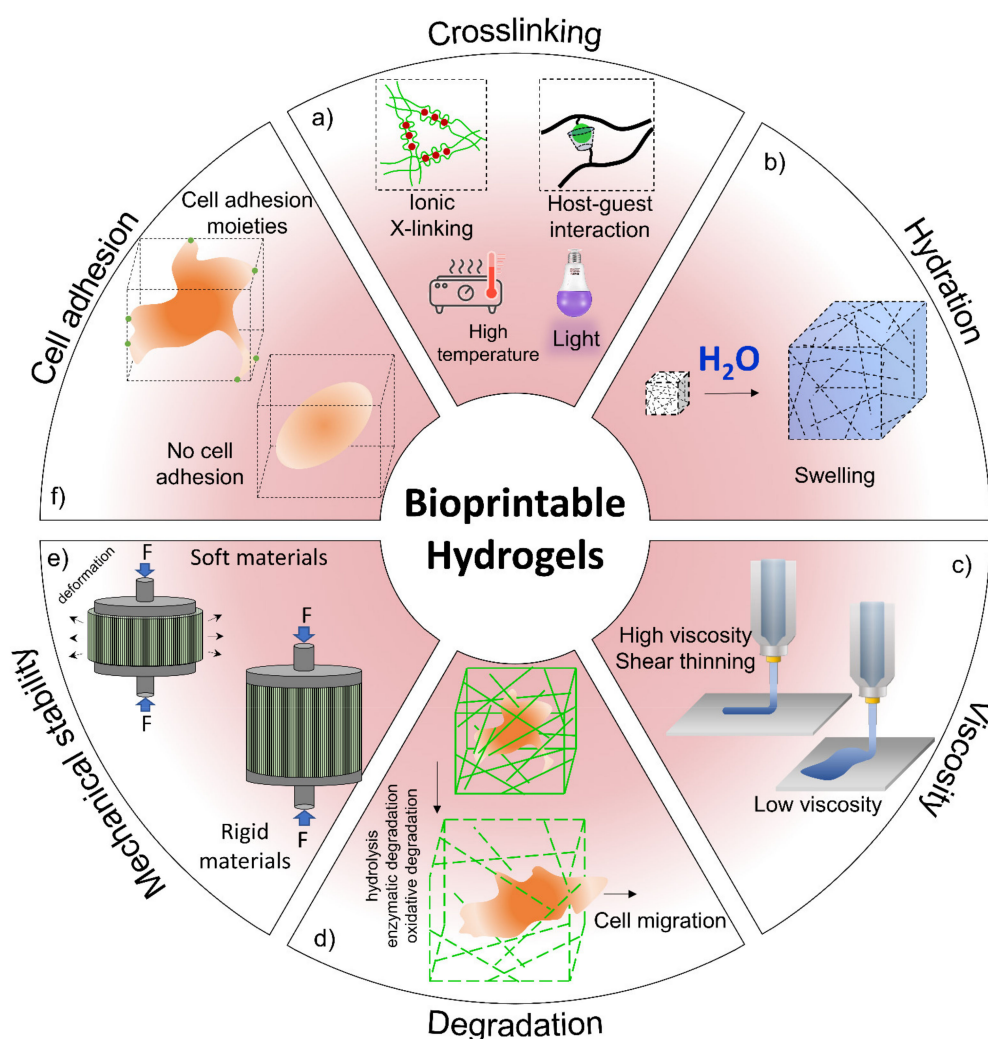 Crosslinking
a)
Ionic
X-linking
Host-guest
interaction
High
temperature
Light
b)
Hydration
H₂O
Swelling
c)
High viscosity
Shear thinning
Low viscosity
Viscosity
d)
hydrolysis
enzymatic degradation
oxidative degradation
Cell migration
Degradation
e)
Soft materials
deformation
F
F
F
F
Rigid
materials
Mechanical stability
f)
Cell adhesion
moieties
No cell
adhesion
Cell adhesion
Bioprintable
Hydrogels